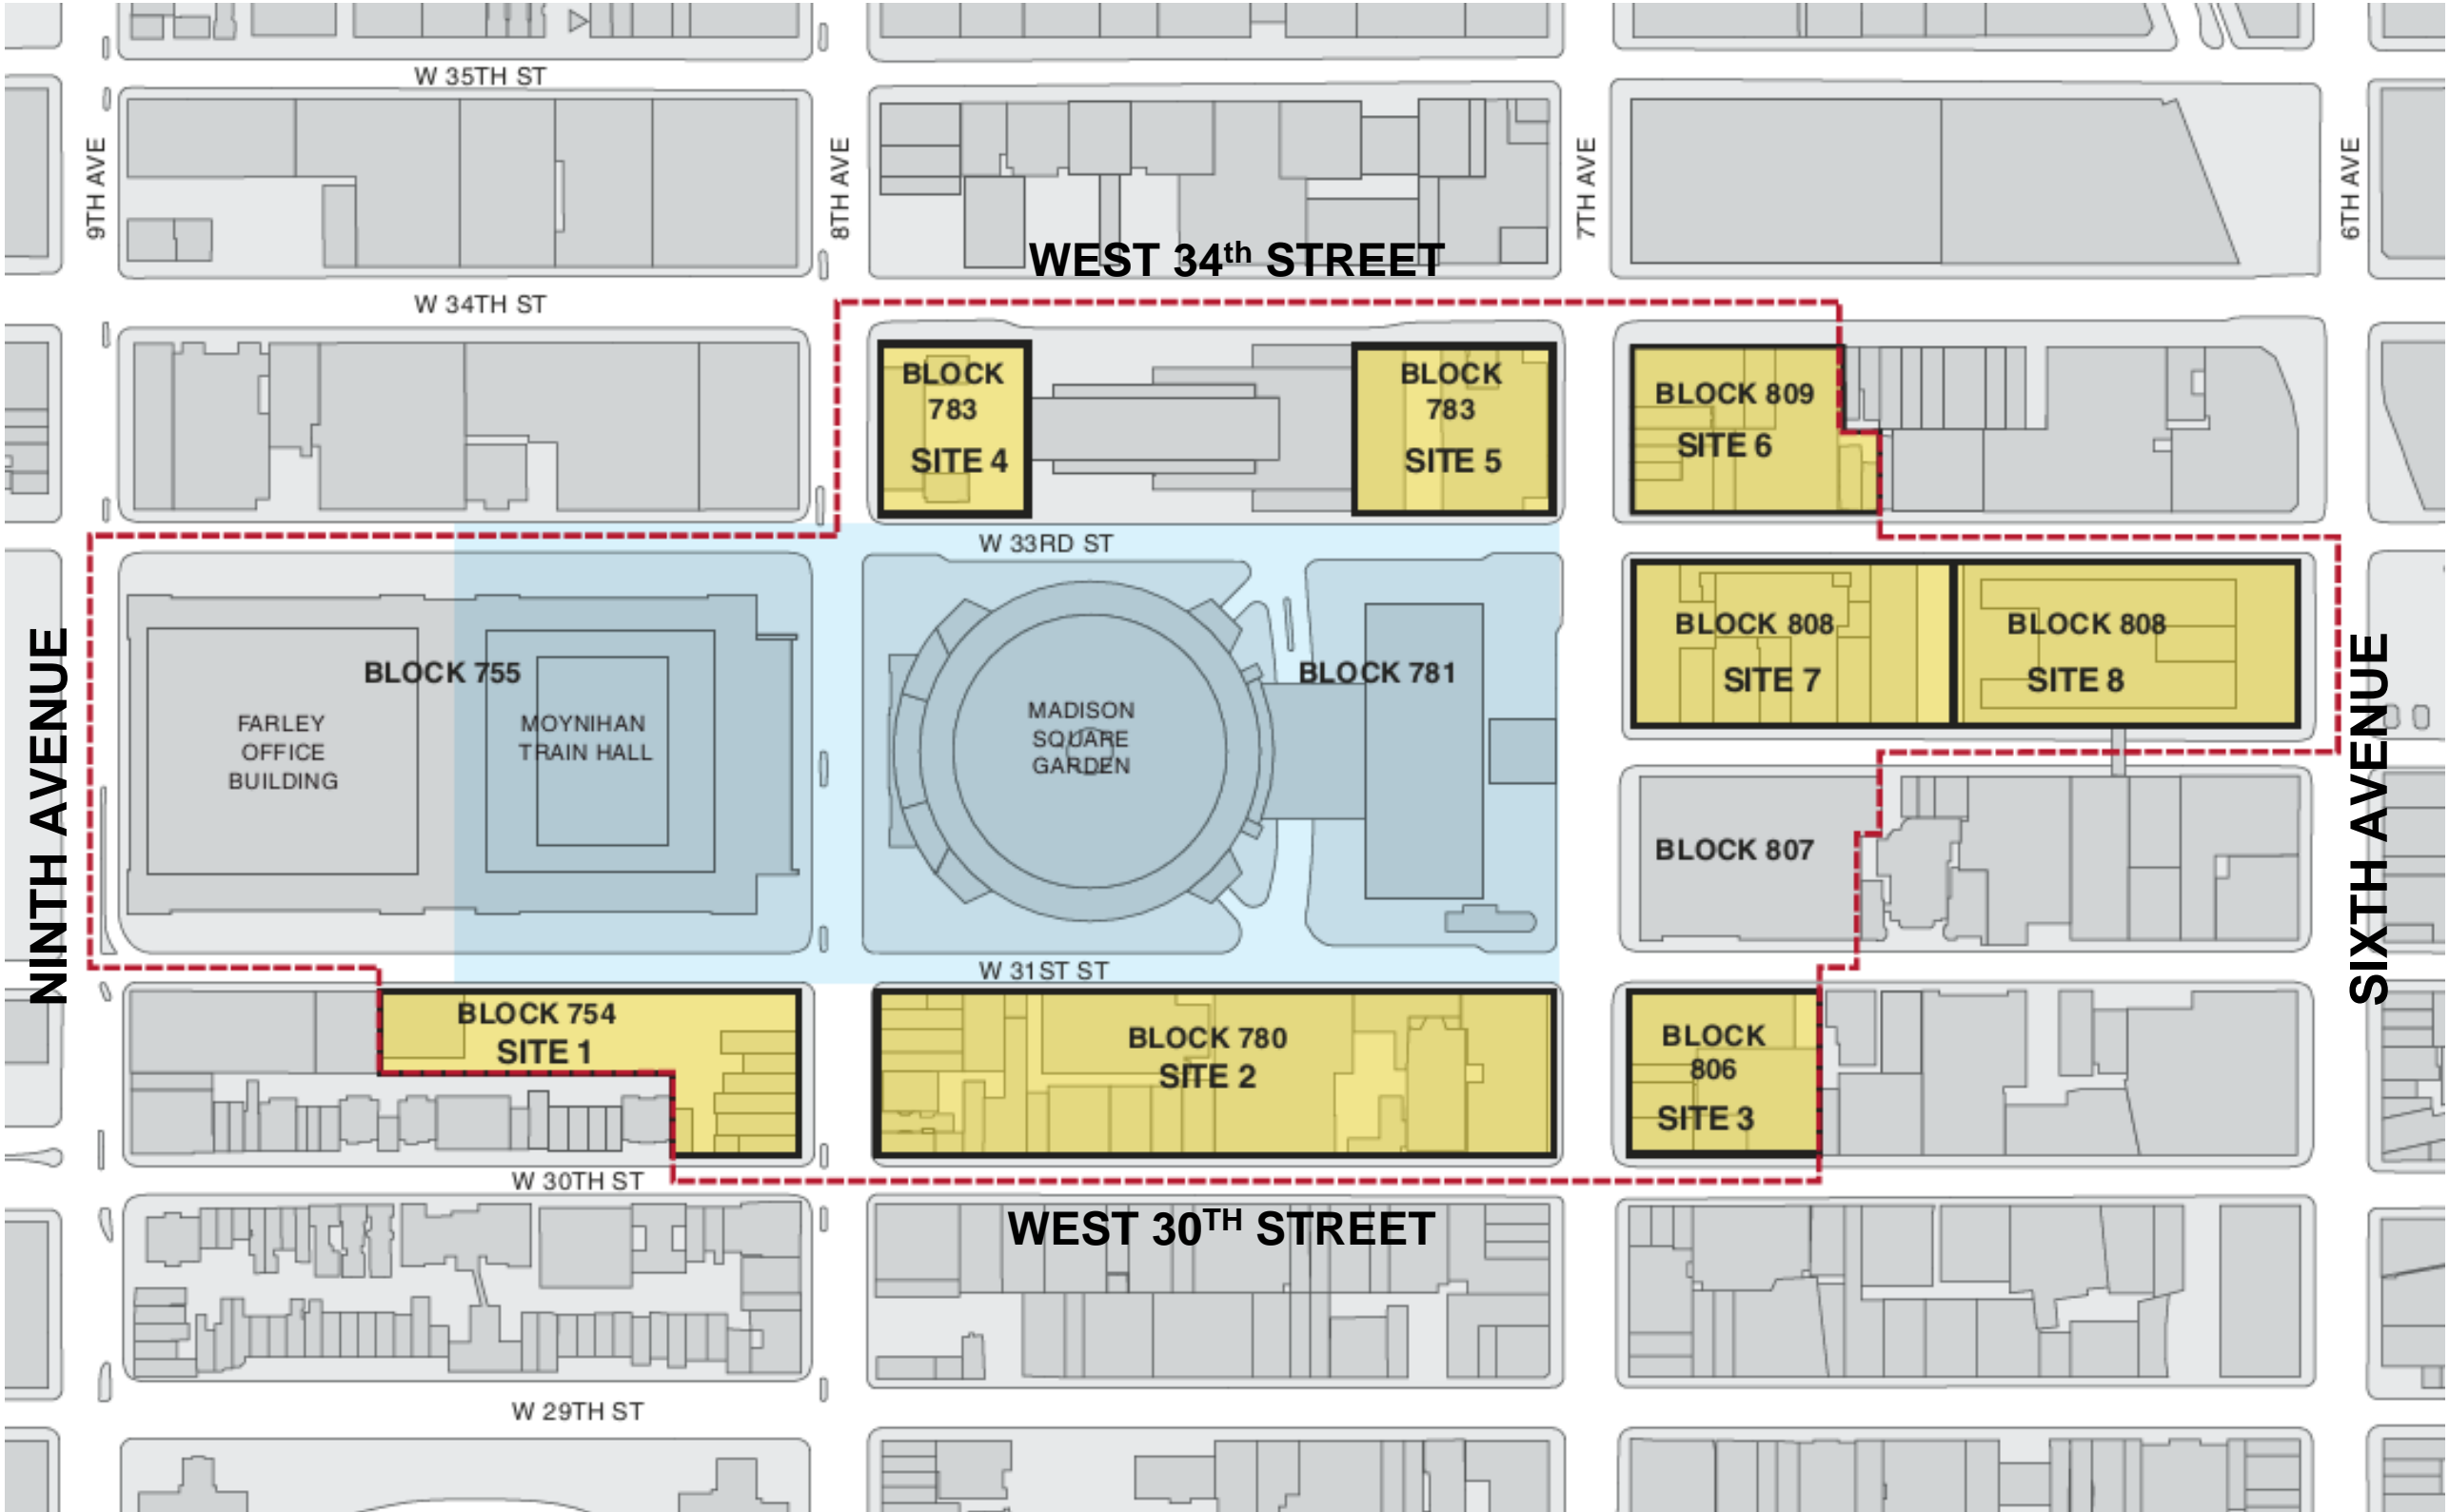 W 35TH ST
9TH AVE
8TH AVE
7TH AVE
6TH AVE
WEST 34th STREET
W 34TH ST
BLOCK
783
SITE 4
BLOCK
783
SITE 5
BLOCK 809
SITE 6
W 33RD ST
NINTH AVENUE
BLOCK 755
FARLEY
OFFICE
BUILDING
MOYNIHAN
TRAIN HALL
MADISON
SQUARE
GARDEN
BLOCK 781
BLOCK 808
SITE 7
BLOCK 808
SITE 8
SIXTH AVENUE
BLOCK 807
W 31ST ST
BLOCK 754
SITE 1
BLOCK 780
SITE 2
BLOCK
806
SITE 3
W 30TH ST
WEST 30TH STREET
W 29TH ST